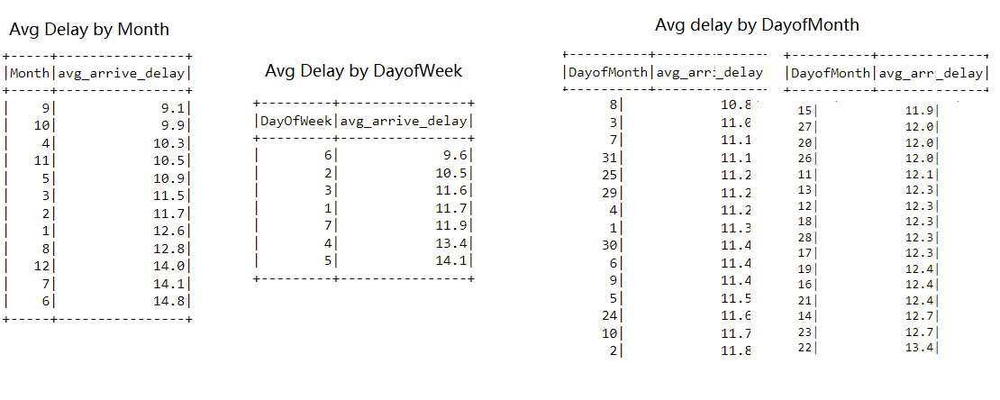 Avg Delay by Month
+-----+----------------+
|Month|avg_arrive_delay|
+-----+----------------+
| 9| 9.1|
| 10| 9.9|
| 4| 10.3|
| 11| 10.5|
| 5| 10.9|
| 3| 11.5|
| 2| 11.7|
| 1| 12.6|
| 8| 12.8|
| 12| 14.0|
| 7| 14.1|
| 6| 14.8|
+-----+----------------+
Avg Delay by DayofWeek
+---------+----------------+
|DayOfWeek|avg_arrive_delay|
+---------+----------------+
| 6| 9.6|
| 2| 10.5|
| 3| 11.6|
| 1| 11.7|
| 7| 11.9|
| 4| 13.4|
| 5| 14.1|
+---------+----------------+
Avg delay by DayofMonth
|DayofMonth|avg_arri_delay
8| 10.8
3| 11.0
7| 11.1
31| 11.1
25| 11.2
29| 11.2
4| 11.2
1| 11.3
30| 11.4
6| 11.4
9| 11.4
5| 11.5
24| 11.6
10| 11.7
2| 11.8
|DayofMonth|avg_arri_delay|
15| 11.9|
27| 12.0|
20| 12.0|
26| 12.0|
11| 12.1|
13| 12.3|
12| 12.3|
18| 12.3|
28| 12.3|
17| 12.3|
19| 12.4|
16| 12.4|
21| 12.4|
14| 12.7|
23| 12.7|
22| 13.4|